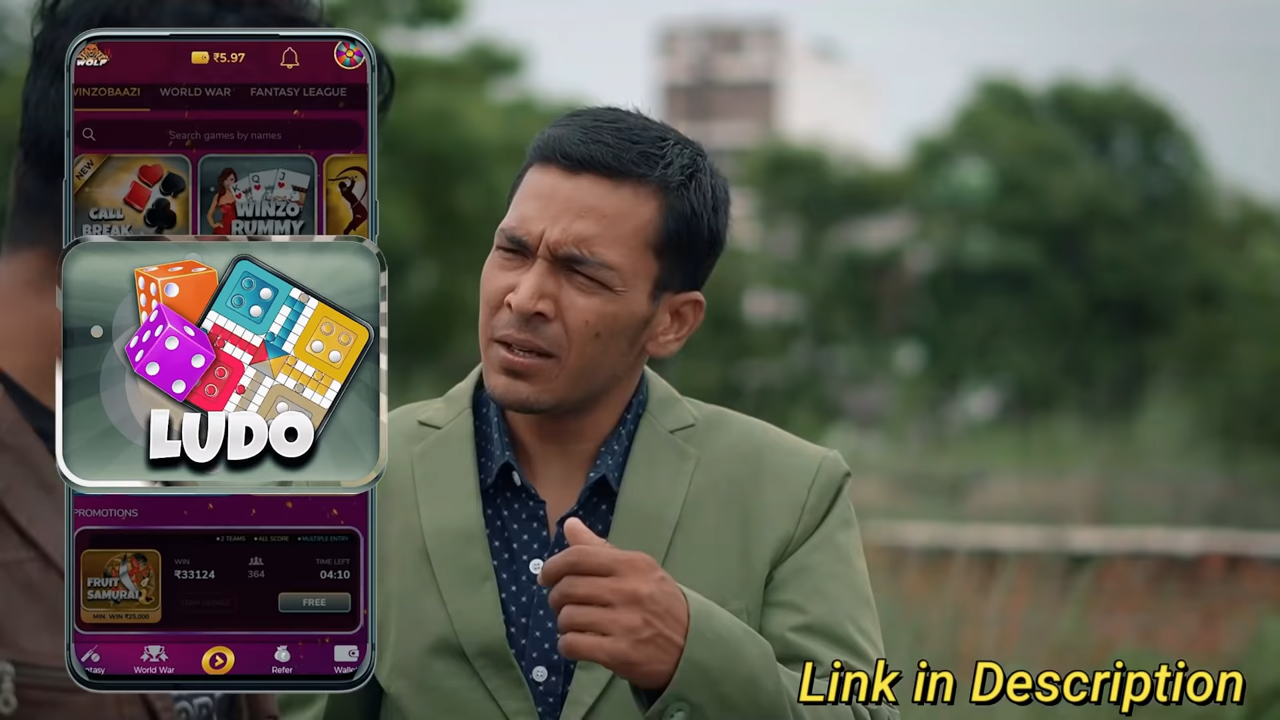 WOLF
₹5.97
WINZOBAAZI WORLD WAR FANTASY LEAGUE
Search games by names
NEW
CALL
BREAK
WINZO
RUMMY
LUDO
PROMOTIONS
•2 TEAMS •ALL SCORE •MULTIPLE ENTRY
WIN
₹33124
364
TIME LEFT
04:10
FREE
FRUIT
SAMURAI
MIN. WIN ₹25,000
World War
Refer
Link in Description